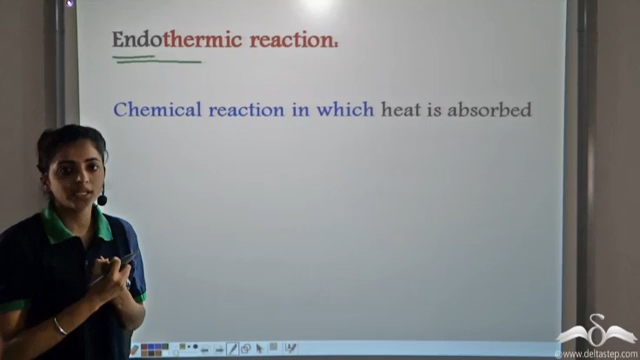 Endothermic reaction:
Chemical reaction in which heat is absorbed
©www.deltastep.com